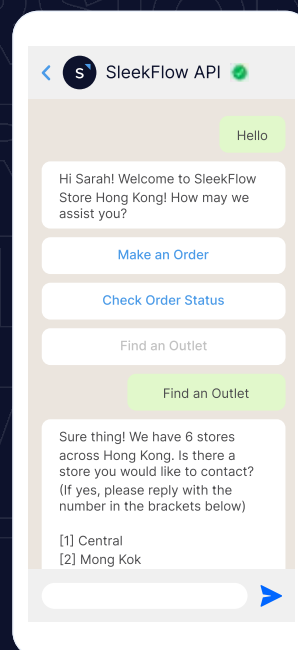 S
SleekFlow API
Hello
Hi Sarah! Welcome to SleekFlow
Store Hong Kong! How may we
assist you?
Make an Order
Check Order Status
Find an Outlet
Find an Outlet
Sure thing! We have 6 stores
across Hong Kong. Is there a
store you would like to contact?
(If yes, please reply with the
number in the brackets below)
[1] Central
[2] Mong Kok